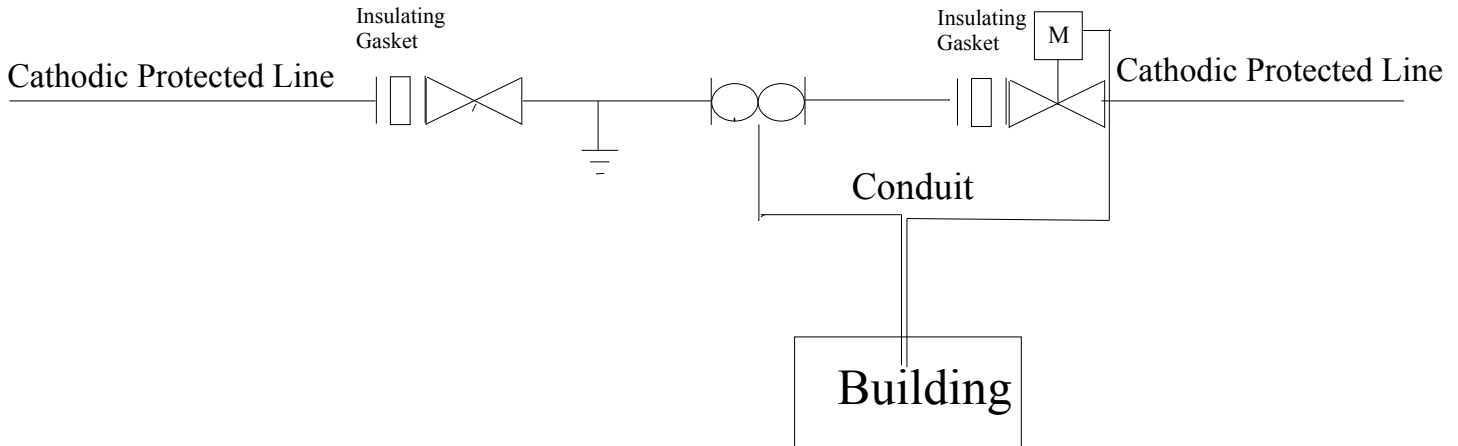 Insulating
Gasket
Insulating
Gasket
M
Cathodic Protected Line
Cathodic Protected Line
Conduit
Building